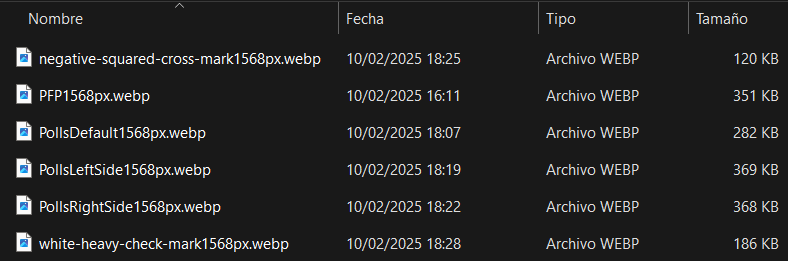 Nombre Fecha Tipo Tamaño
negative-squared-cross-mark1568px.webp 10/02/2025 18:25 Archivo WEBP 120 KB
PFP1568px.webp 10/02/2025 16:11 Archivo WEBP 351 KB
PollsDefault1568px.webp 10/02/2025 18:07 Archivo WEBP 282 KB
PollsLeftSide1568px.webp 10/02/2025 18:19 Archivo WEBP 369 KB
PollsRightSide1568px.webp 10/02/2025 18:22 Archivo WEBP 368 KB
white-heavy-check-mark1568px.webp 10/02/2025 18:28 Archivo WEBP 186 KB